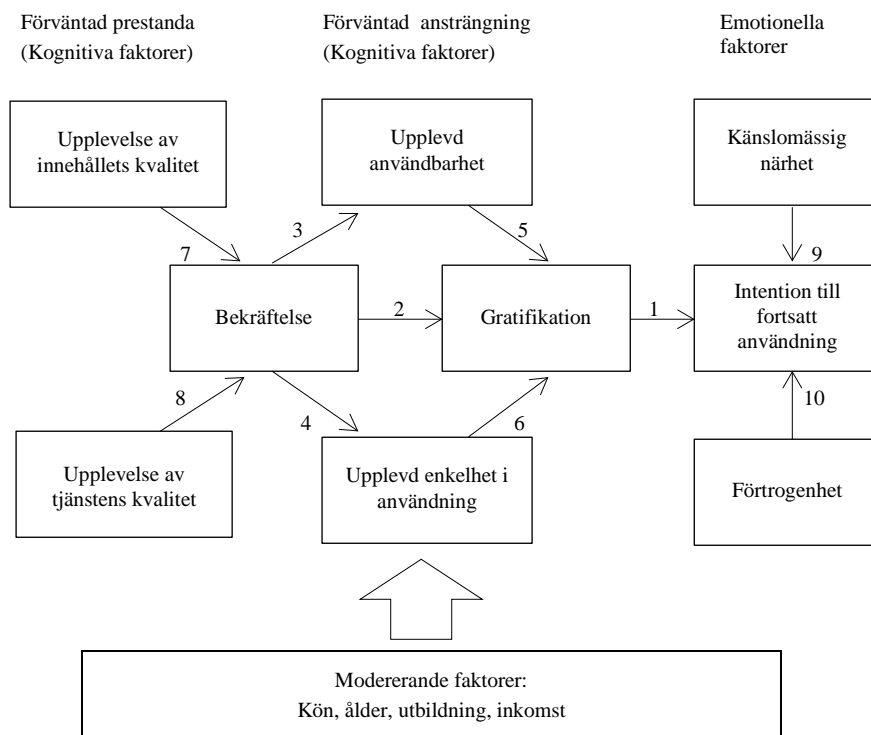 Förväntad prestanda
(Kognitiva faktorer)
Förväntad ansträngning
(Kognitiva faktorer)
Emotionella
faktorer
Upplevelse av
innehållets kvalitet
Upplevd
användbarhet
Känslomässig
närhet
7
3
5
9
Bekräftelse
2
Gratifikation
1
Intention till
fortsatt
användning
8
4
6
10
Upplevelse av
tjänstens kvalitet
Upplevd enkelhet i
användning
Förtrogenhet
Modererande faktorer:
Kön, ålder, utbildning, inkomst